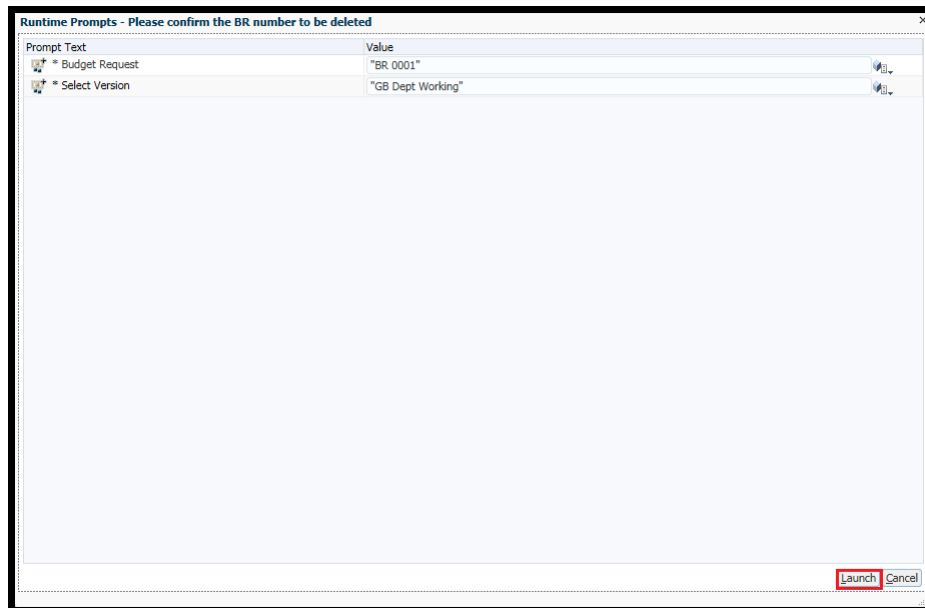 Runtime Prompts - Please confirm the BR number to be deleted
Prompt Text Value
* Budget Request "BR 0001"
* Select Version "GB Dept Working"
Launch Cancel